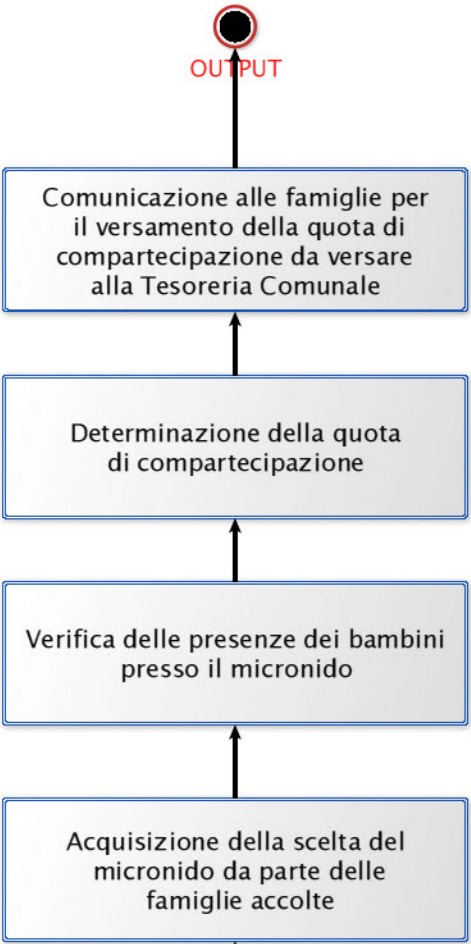 OUTPUT
Comunicazione alle famiglie per
il versamento della quota di
compartecipazione da versare
alla Tesoreria Comunale
Determinazione della quota
di compartecipazione
Verifica delle presenze dei bambini
presso il micronido
Acquisizione della scelta del
micronido da parte delle
famiglie accolte